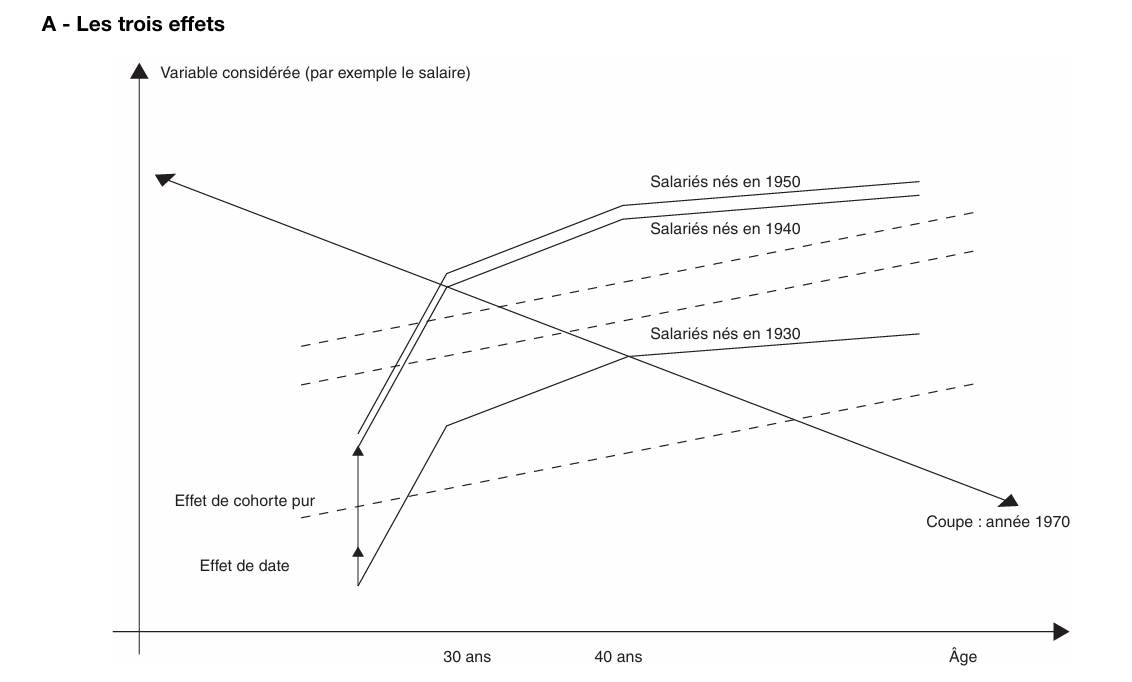 A - Les trois effets
Variable considérée (par exemple le salaire)
Salariés nés en 1950
Salariés nés en 1940
Salariés nés en 1930
Effet de cohorte pur
Coupe : année 1970
Effet de date
30 ans
40 ans
Âge